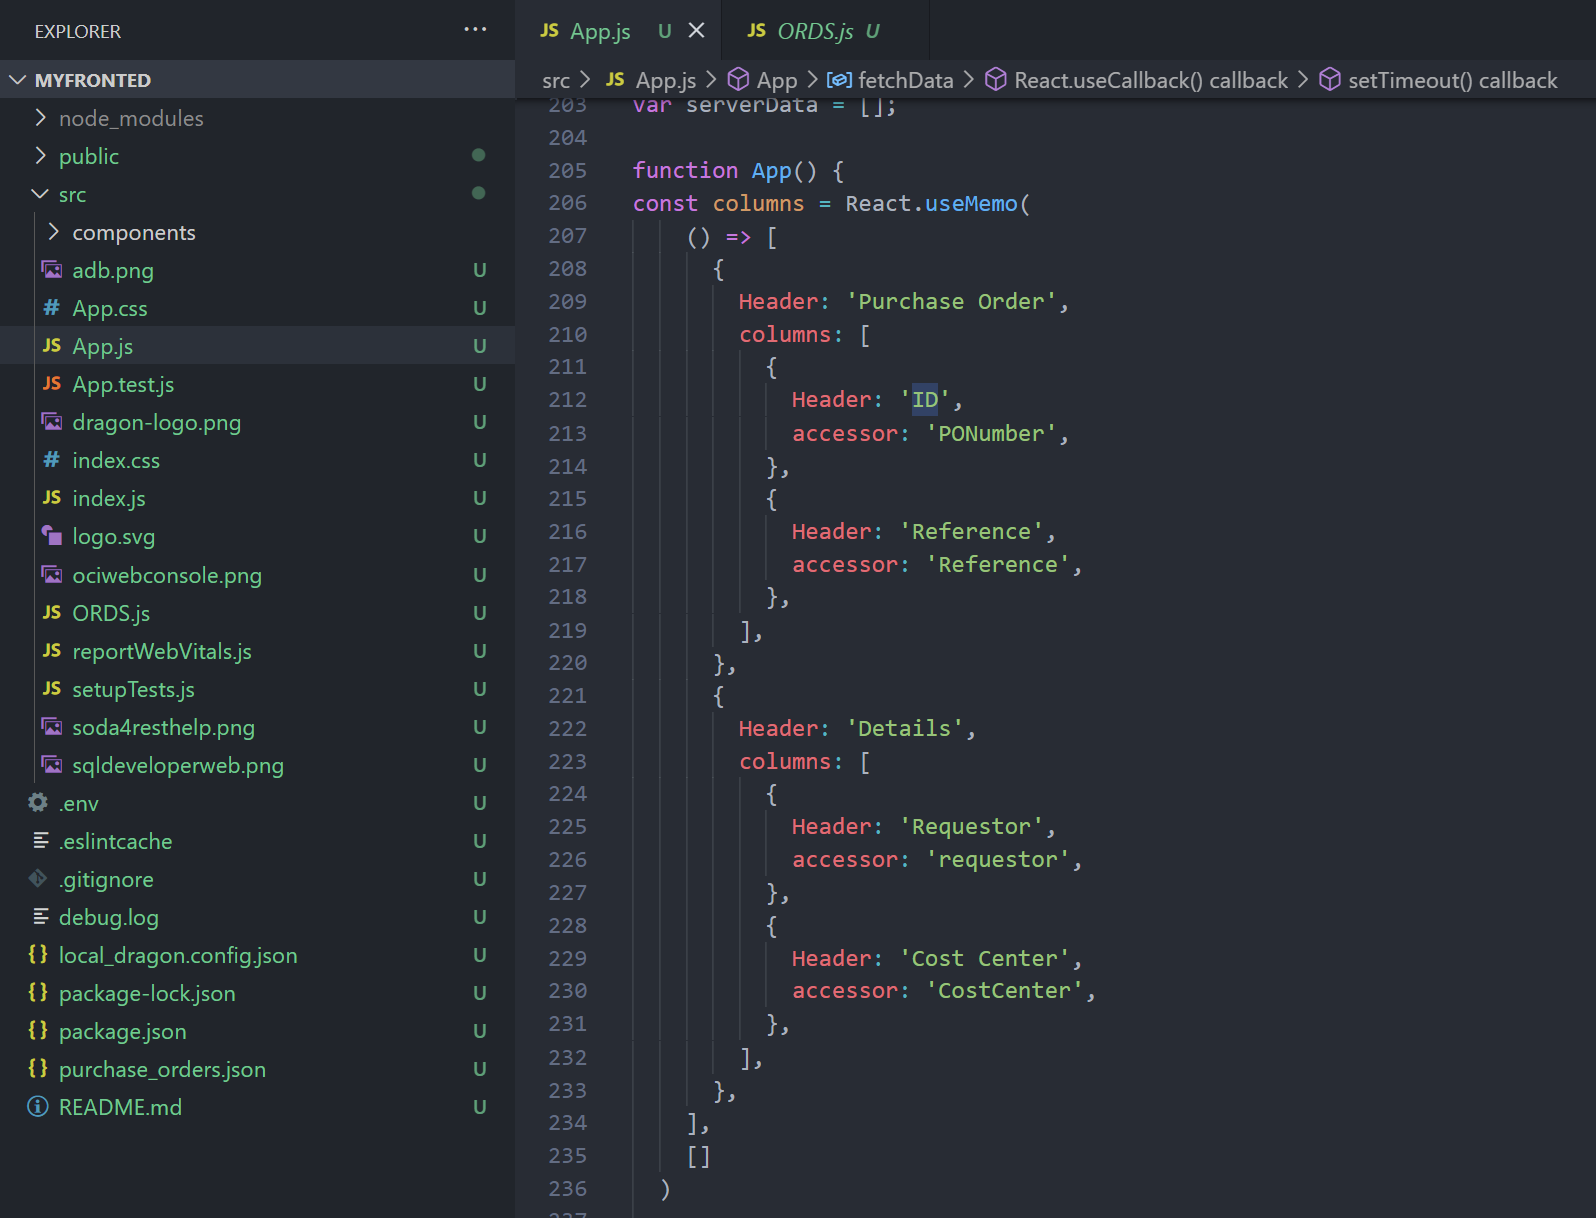 EXPLORER ···
MYFRONTED
node_modules
public
src
components
adb.png U
# App.css U
JS App.js U
JS App.test.js U
dragon-logo.png U
# index.css U
JS index.js U
logo.svg U
ociwebconsole.png U
JS ORDS.js U
JS reportWebVitals.js U
JS setupTests.js U
soda4resthelp.png U
sqldeveloperweb.png U
.env U
.eslintcache U
.gitignore U
debug.log U
{} local_dragon.config.json U
{} package-lock.json U
{} package.json U
{} purchase_orders.json U
README.md U
JS App.js U × JS ORDS.js U
src > JS App.js > App > fetchData > React.useCallback() callback > setTimeout() callback
203 var serverData = [];
204
205 function App() {
206 const columns = React.useMemo(
207 () => [
208 {
209 Header: 'Purchase Order',
210 columns: [
211 {
212 Header: 'ID',
213 accessor: 'PONumber',
214 },
215 {
216 Header: 'Reference',
217 accessor: 'Reference',
218 },
219 ],
220 },
221 {
222 Header: 'Details',
223 columns: [
224 {
225 Header: 'Requestor',
226 accessor: 'requestor',
227 },
228 {
229 Header: 'Cost Center',
230 accessor: 'CostCenter',
231 },
232 ],
233 },
234 ],
235 []
236 )
237